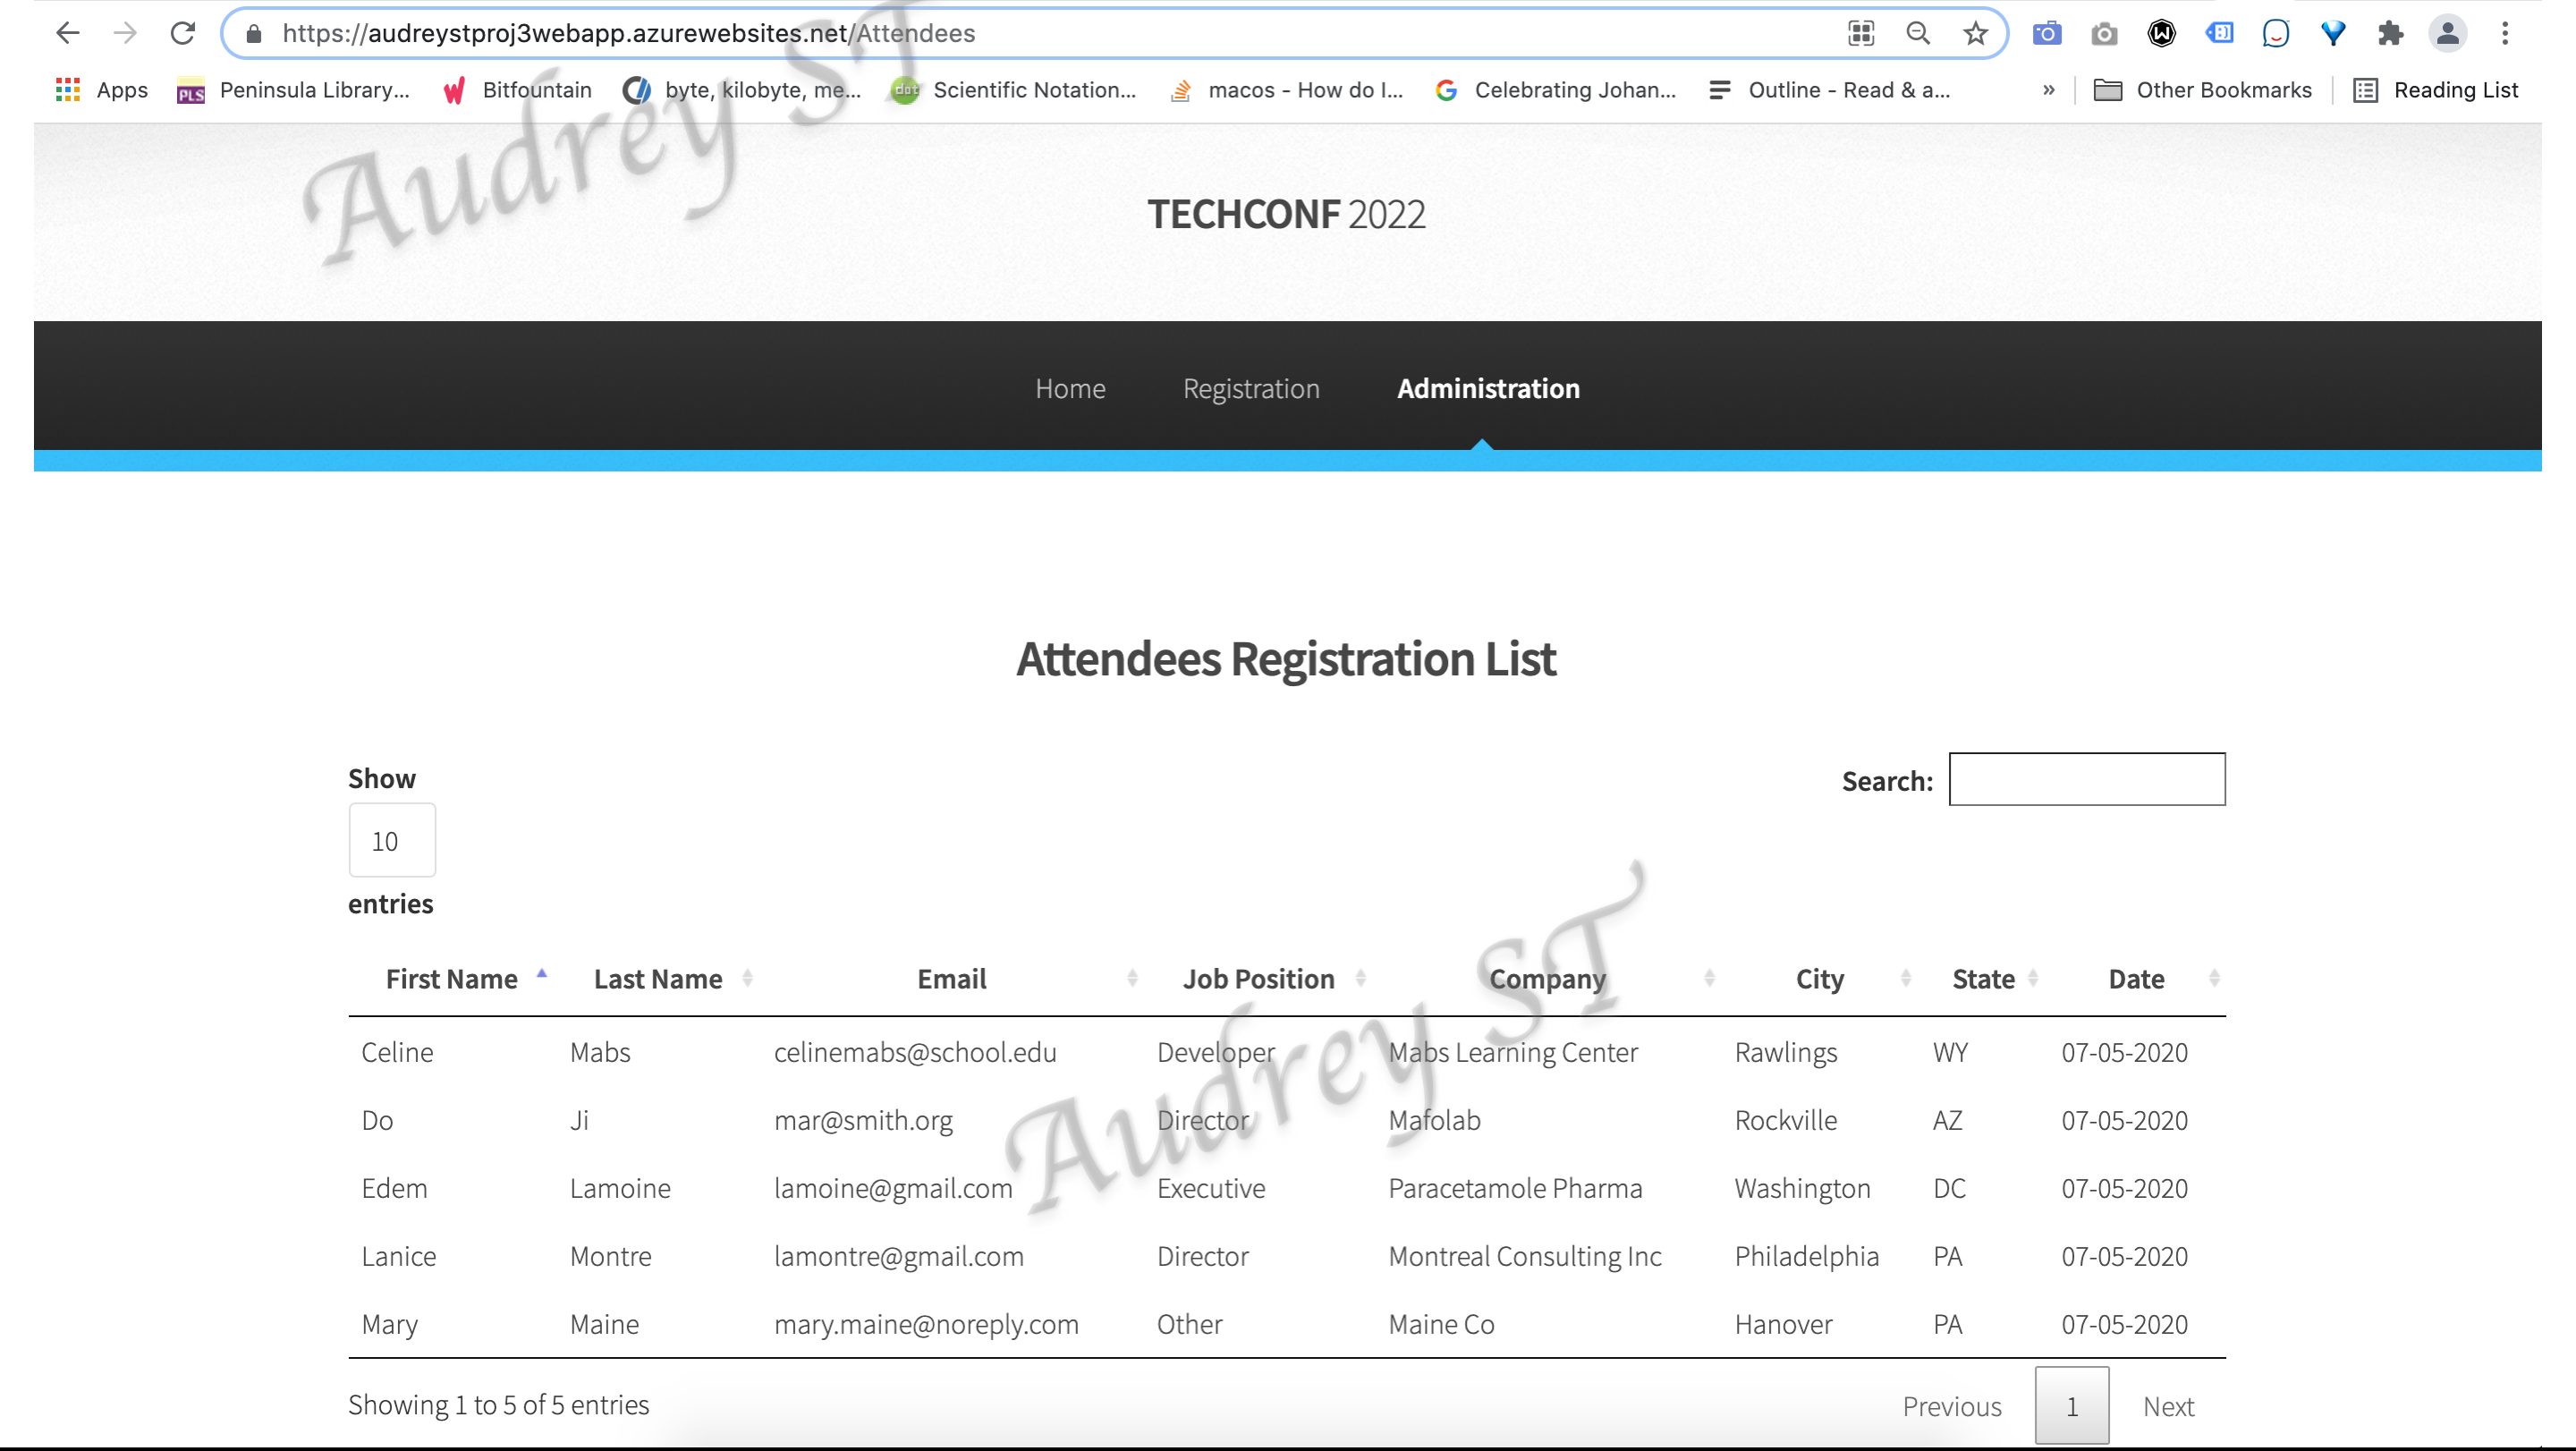 https://audreystproj3webapp.azurewebsites.net/Attendees
Apps PLS Peninsula Library... Bitfountain byte, kilobyte, me... dot Scientific Notation... macos - How do I... G Celebrating Johan... Outline - Read & a... » Other Bookmarks Reading List
Audrey ST
TECHCONF 2022
Home Registration Administration
Attendees Registration List
Show
10
entries
Search:
First Name Last Name Email Job Position Company City State Date
Celine Mabs celinemabs@school.edu Developer Mabs Learning Center Rawlings WY 07-05-2020
Do Ji mar@smith.org Director Mafolab Rockville AZ 07-05-2020
Edem Lamoine lamoine@gmail.com Executive Paracetamole Pharma Washington DC 07-05-2020
Lanice Montre lamontre@gmail.com Director Montreal Consulting Inc Philadelphia PA 07-05-2020
Mary Maine mary.maine@noreply.com Other Maine Co Hanover PA 07-05-2020
Audrey ST
Showing 1 to 5 of 5 entries
Previous 1 Next